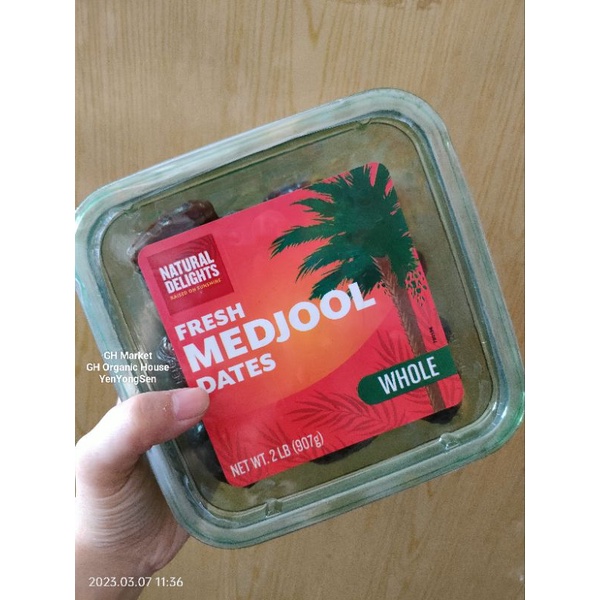 NATURAL
DELIGHTS
RAISED ON SUNSHINE
FRESH
MEDJOOL
DATES
WHOLE
NET WT. 2 LB (907g)
GH Market
GH Organic House
YenYongSen
2023.03.07 11:36